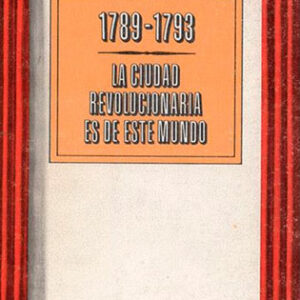 1789-1793
LA CIUDAD
REVOLUCIONARIA
ES DE ESTE MUNDO